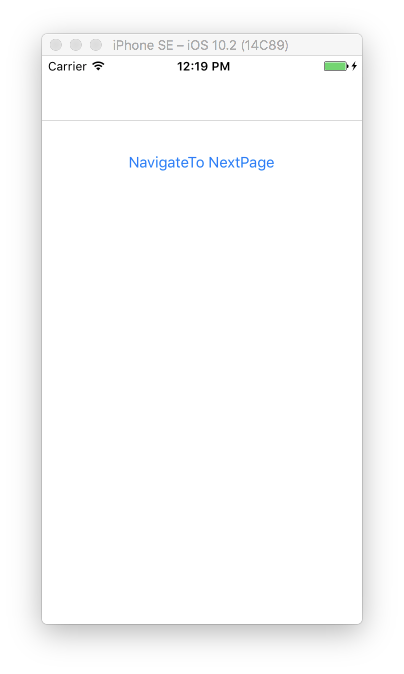 iPhone SE – iOS 10.2 (14C89)
Carrier 12:19 PM
NavigateTo NextPage